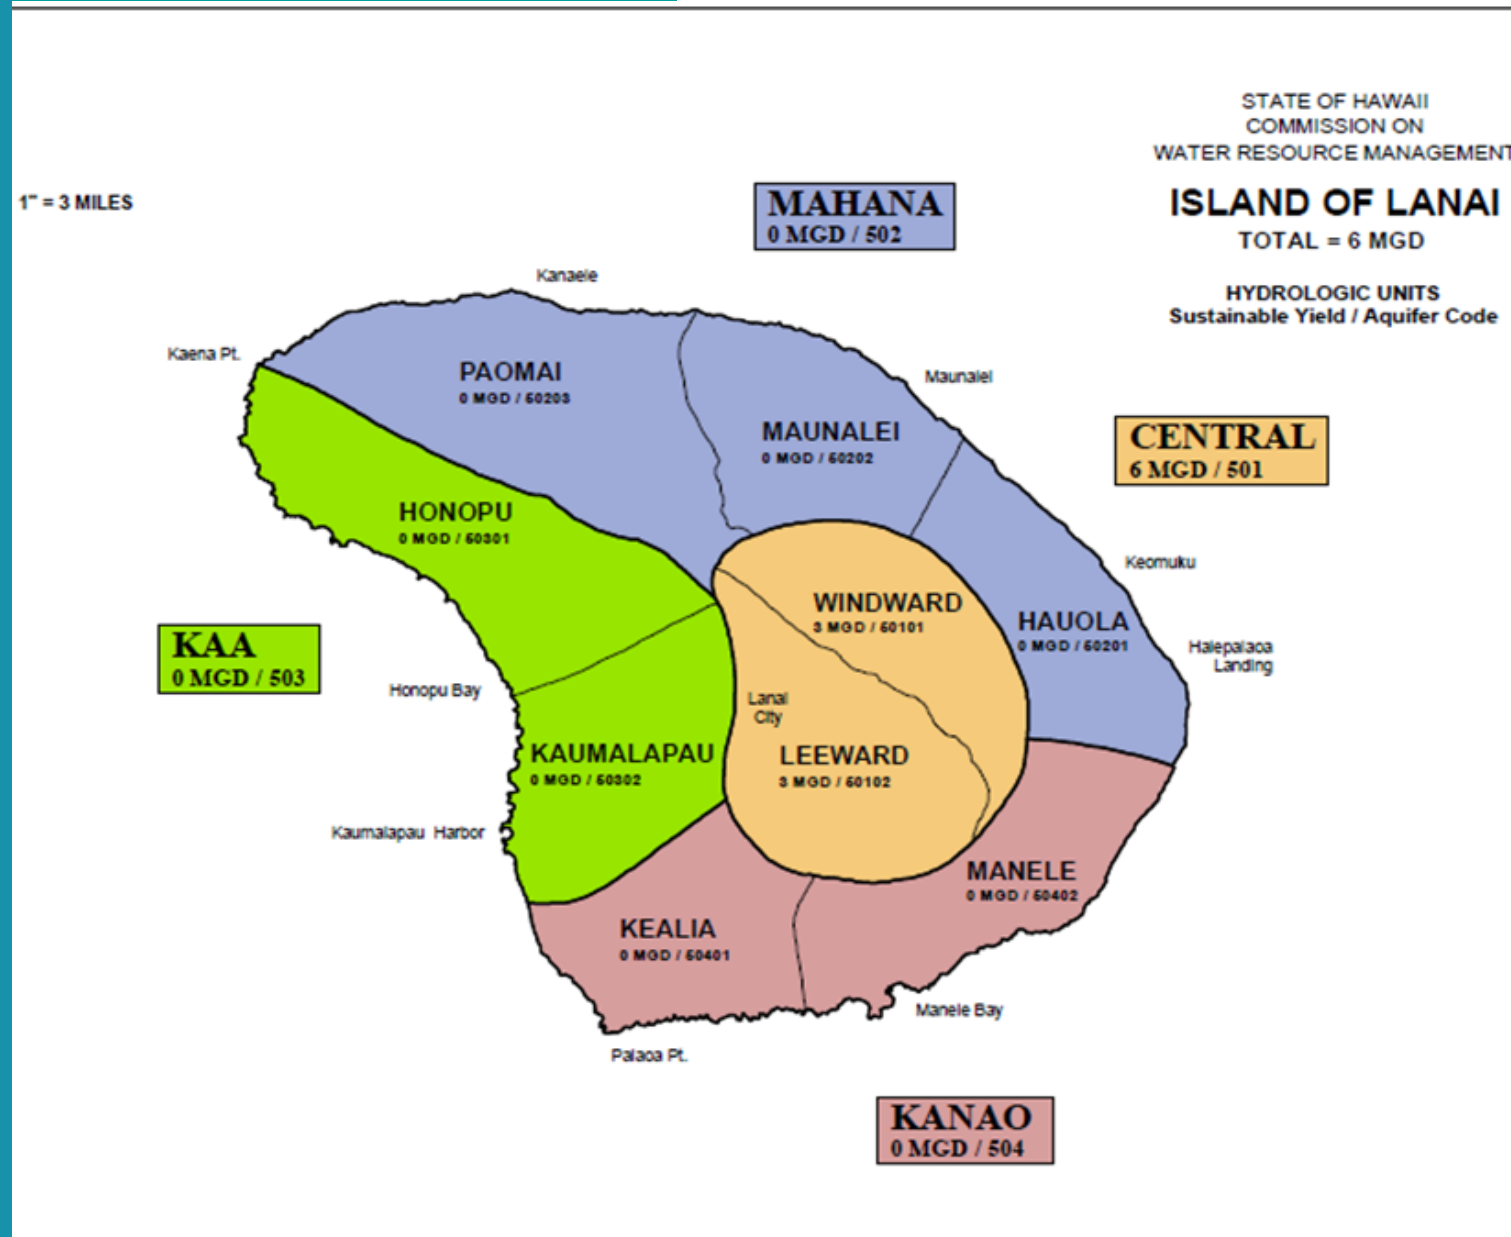 STATE OF HAWAII
COMMISSION ON
WATER RESOURCE MANAGEMENT
ISLAND OF LANAI
TOTAL = 6 MGD
HYDROLOGIC UNITS
Sustainable Yield / Aquifer Code
1" = 3 MILES
MAHANA
0 MGD / 502
Kanaele
Kaena Pt.
PAOMAI
0 MGD / 50203
Maunalei
MAUNALEI
0 MGD / 50202
CENTRAL
6 MGD / 501
HONOPU
0 MGD / 50301
Keomuku
WINDWARD
3 MGD / 50101
HAUOLA
0 MGD / 50201
KAA
0 MGD / 503
Halepalaoa
Landing
Honopu Bay
Lanai
City
KAUMALAPAU
0 MGD / 50302
LEEWARD
3 MGD / 50102
Kaumalapau Harbor
MANELE
0 MGD / 50402
KEALIA
0 MGD / 50401
Manele Bay
Palaoa Pt.
KANAO
0 MGD / 504